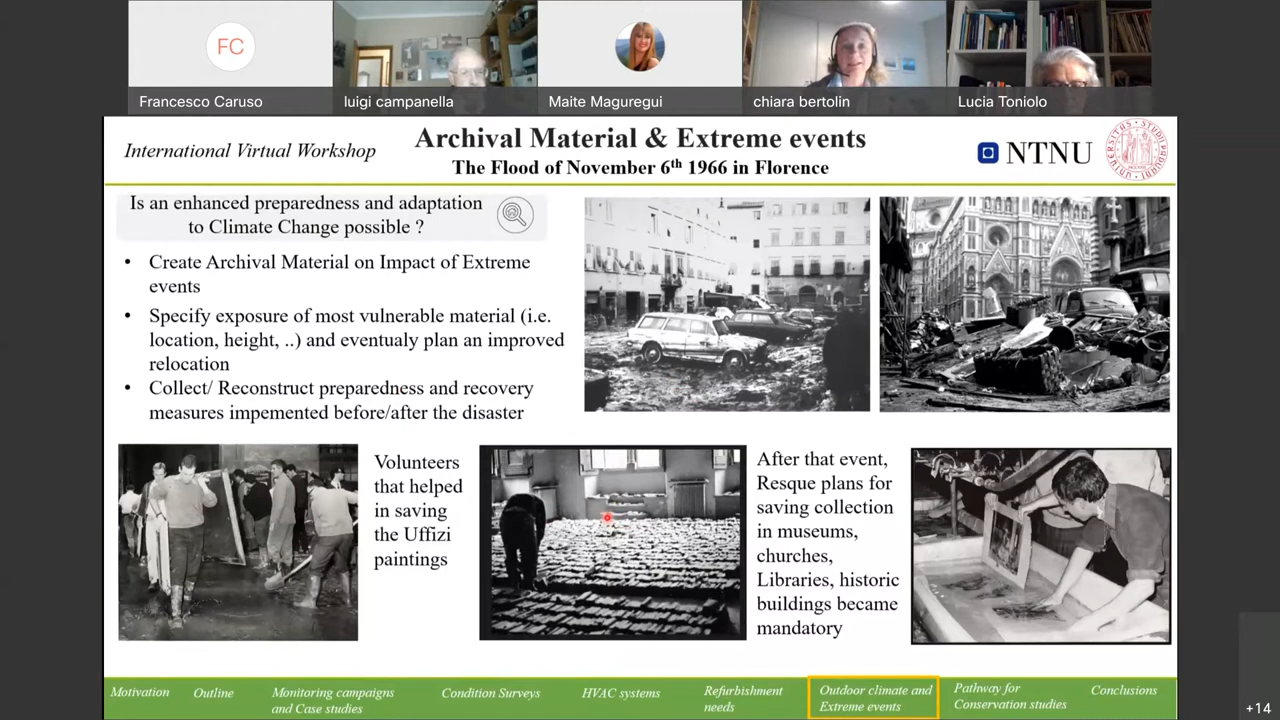 FC
Francesco Caruso
luigi campanella
Maite Maguregui
chiara bertolin
Lucia Toniolo
International Virtual Workshop
Archival Material & Extreme events
The Flood of November 6th 1966 in Florence
NTNU
Is an enhanced preparedness and adaptation
to Climate Change possible ?
• Create Archival Material on Impact of Extreme
events
• Specify exposure of most vulnerable material (i.e.
location, height, ..) and eventualy plan an improved
relocation
• Collect/ Reconstruct preparedness and recovery
measures impemented before/after the disaster
Volunteers
that helped
in saving
the Uffizi
paintings
After that event,
Resque plans for
saving collection
in museums,
churches,
Libraries, historic
buildings became
mandatory
Motivation
Outline
Monitoring campaigns
and Case studies
Condition Surveys
HVAC systems
Refurbishment
needs
Outdoor climate and
Extreme events
Pathway for
Conservation studies
Conclusions
+14